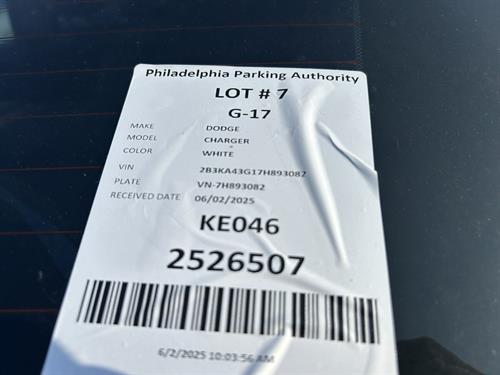 Philadelphia Parking Authority
LOT # 7
G-17
MAKE DODGE
MODEL CHARGER
COLOR WHITE
VIN 2B3KA43G17H893082
PLATE VN-7H893082
RECEIVED DATE 06/02/2025
KE046
2526507
6/2/2025 10:03:56 AM